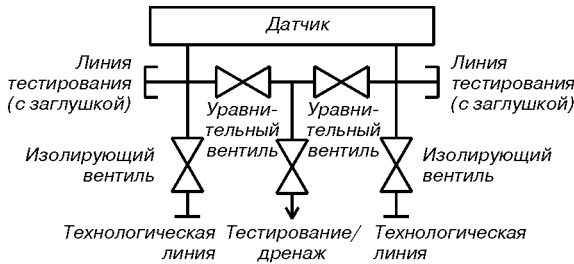 Датчик
Линия
тестирования
(с заглушкой)
Линия
тестирования
(с заглушкой)
Уравни-
тельный
вентиль
Уравни-
тельный
вентиль
Изолирующий
вентиль
Изолирующий
вентиль
Технологическая
линия
Тестирование/
дренаж
Технологическая
линия